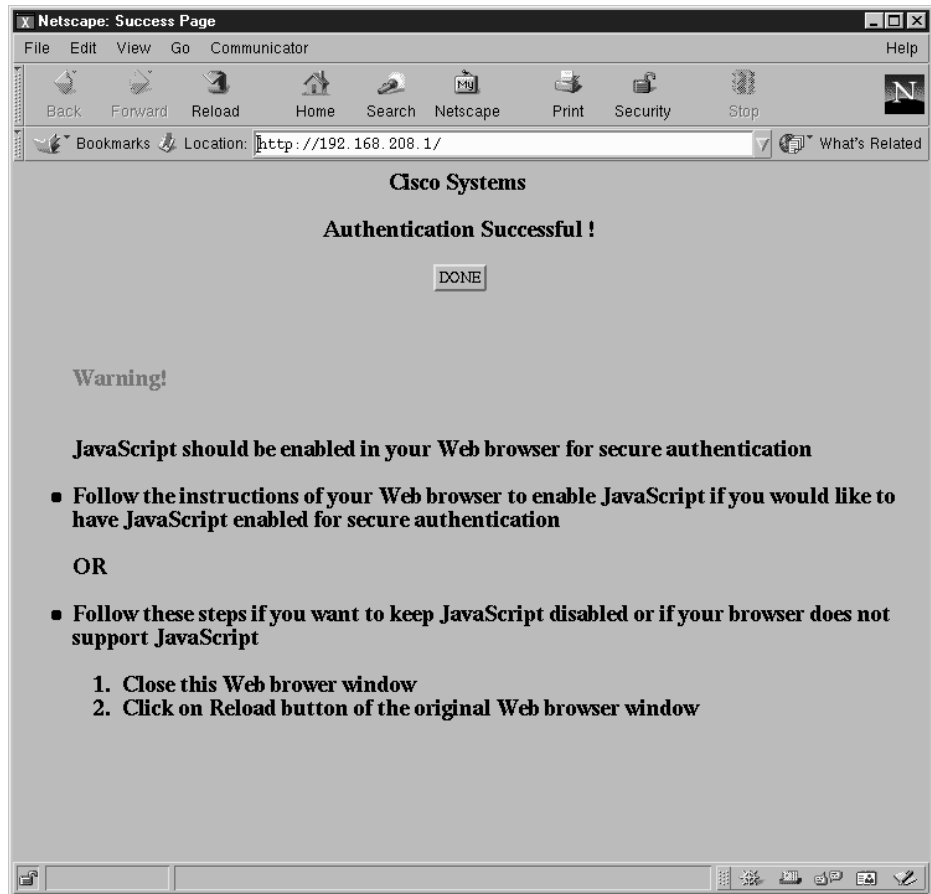 X Netscape: Success Page
File Edit View Go Communicator Help
Back Forward Reload Home Search Netscape Print Security Stop
My
N
Bookmarks Location: http://192.168.208.1/ What's Related
Cisco Systems
Authentication Successful !
DONE
Warning!
JavaScript should be enabled in your Web browser for secure authentication
Follow the instructions of your Web browser to enable JavaScript if you would like to
have JavaScript enabled for secure authentication
OR
Follow these steps if you want to keep JavaScript disabled or if your browser does not
support JavaScript
1. Close this Web brower window
2. Click on Reload button of the original Web browser window